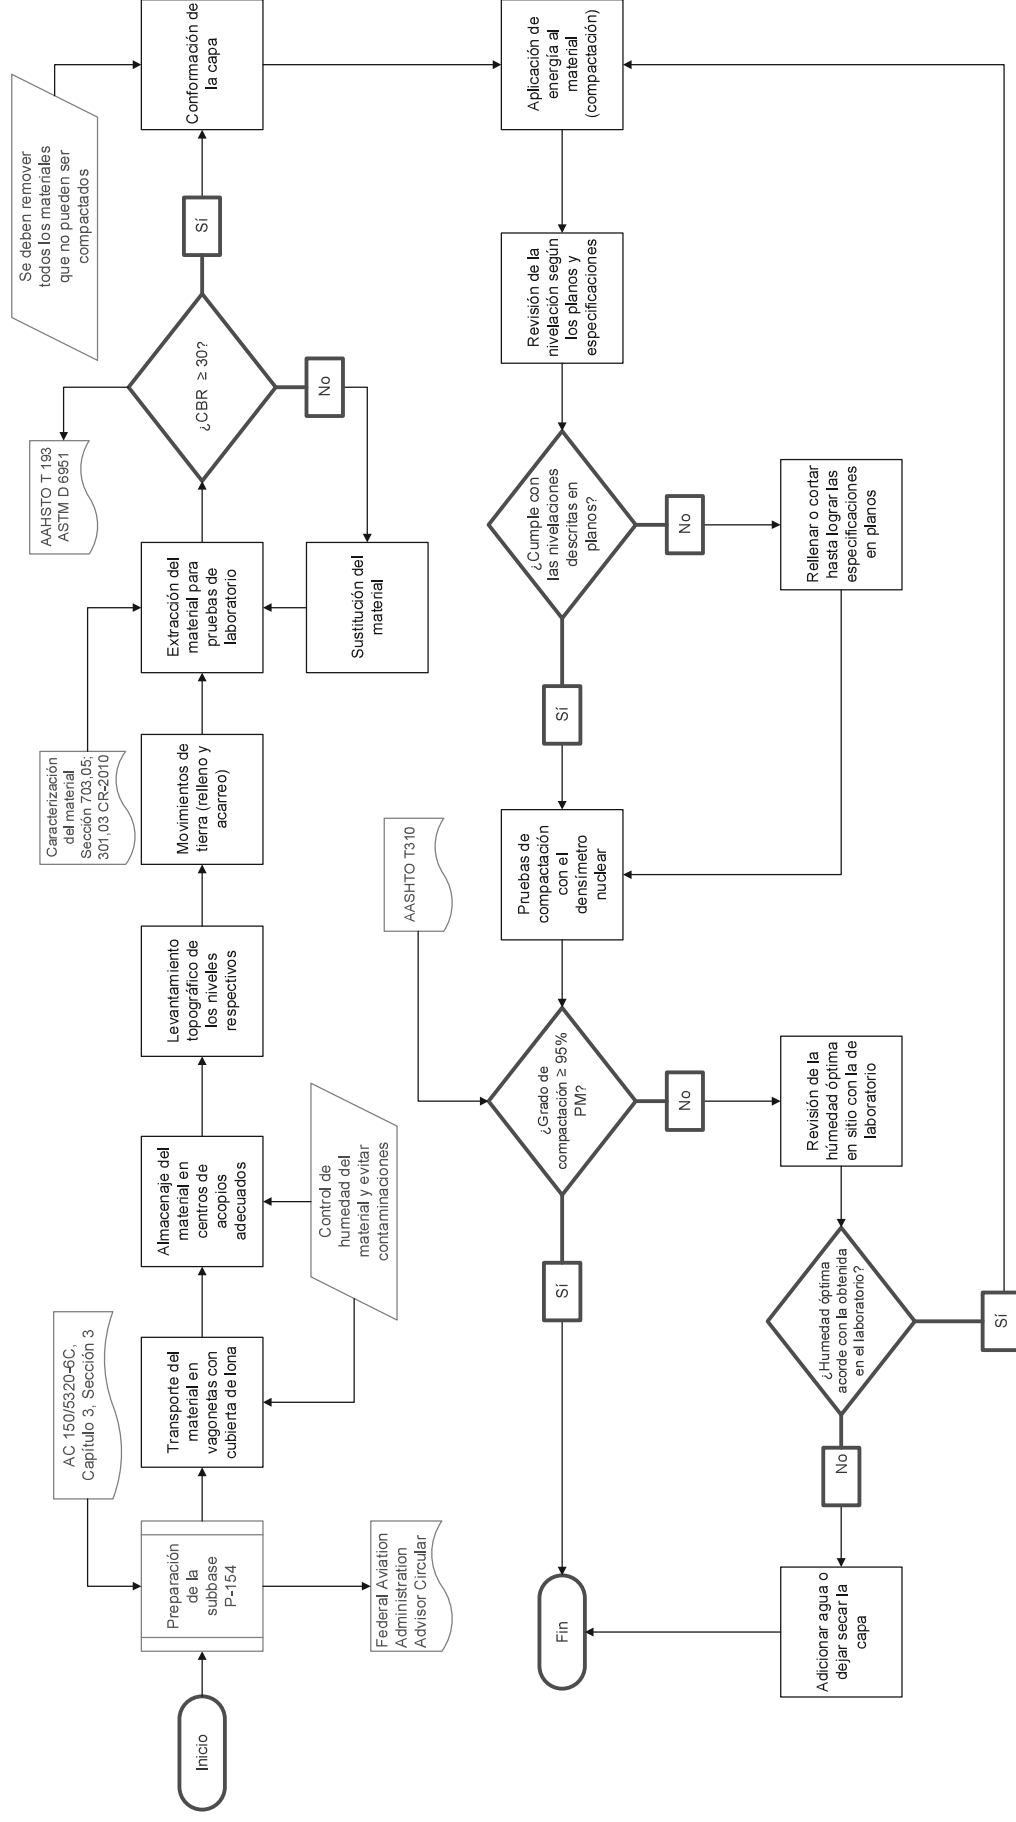 Inicio
Preparación
de la
subbase
P-154
AC 150/5320-6C,
Capítulo 3, Sección 3
Federal Aviation
Administration
Advisor Circular
Transporte del
material en
vagonetas con
cubierta de lona
Almacenaje del
material en
centros de
acopios
adecuados
Control de
humedad del
material y evitar
contaminaciones
Levantamiento
topográfico de
los niveles
respectivos
Movimientos de
tierra (relleno y
acarreo)
Caracterización
del material
Sección 703,05;
301,03 CR-2010
Extracción del
material para
pruebas de
laboratorio
Sustitución del
material
AAHSTO T 193
ASTM D 6951
¿CBR ≥ 30?
No
Sí
Se deben remover
todos los materiales
que no pueden ser
compactados
Conformación de
la capa
Aplicación de
energía al
material
(compactación)
Revisión de la
nivelación según
los planos y
especificaciones
¿Cumple con
las nivelaciones
descritas en
planos?
No
Rellenar o cortar
hasta lograr las
especificaciones
en planos
Sí
Pruebas de
compactación
con el
densímetro
nuclear
AASHTO T310
¿Grado de
compactación ≥ 95%
PM?
No
Sí
Revisión de la
húmedad óptima
en sitio con la de
laboratorio
¿Humedad óptima
acorde con la obtenida
en el laboratorio?
Sí
No
Adicionar agua o
dejar secar la
capa
Fin